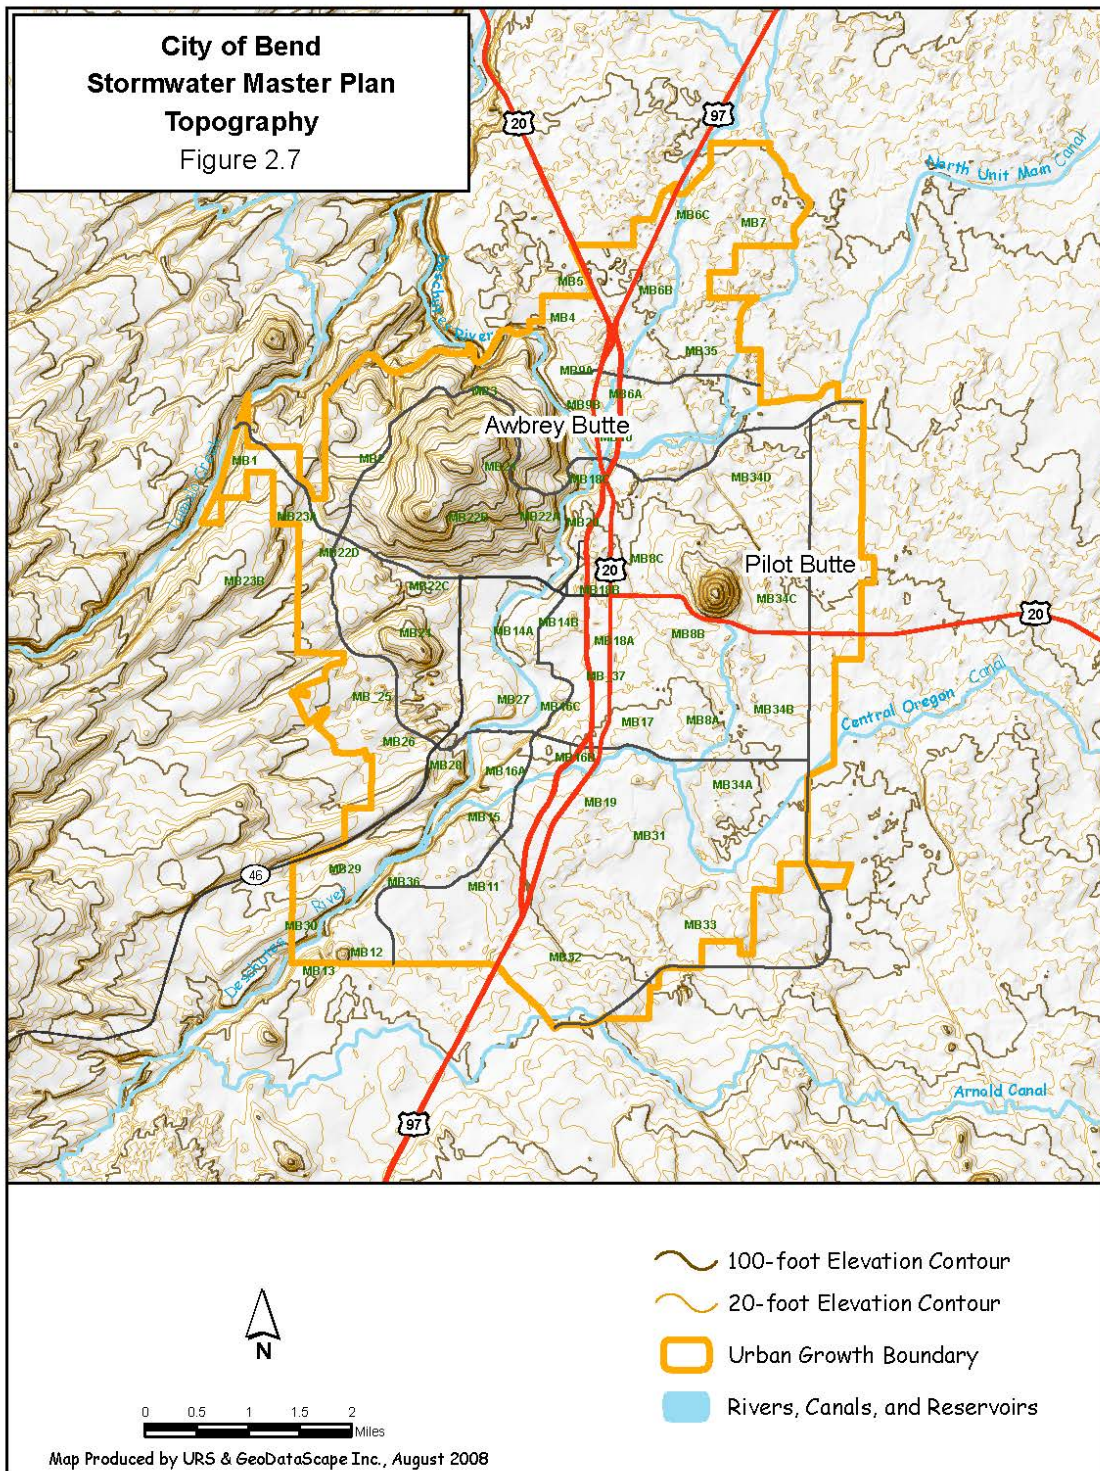 City of Bend
Stormwater Master Plan
Topography
Figure 2.7
20
97
North Unit Main Canal
MB6C
MB7
Deschutes River
MB5
MB6B
MB4
MB35
MB9A
MB3
MB6A
MB9B
Awbrey Butte
MB1
MB2
MB34D
MB23A
MB22B
MB22A
MB22D
MB8C
20
Pilot Butte
MB23B
MB22C
MB18B
MB34C
20
MB14B
MB14A
MB18A
MB8B
MB_37
MB_25
MB27
MB16C
MB17
MB8A
MB34B
Central Oregon Canal
MB26
MB28
MB16A
MB16B
MB34A
MB19
MB15
MB31
46
MB29
MB36
MB11
MB30
MB33
MB12
MB32
MB13
Deschutes River
Arnold Canal
97
100-foot Elevation Contour
20-foot Elevation Contour
Urban Growth Boundary
Rivers, Canals, and Reservoirs
N
0 0.5 1 1.5 2
Miles
Map Produced by URS & GeoDataScape Inc., August 2008